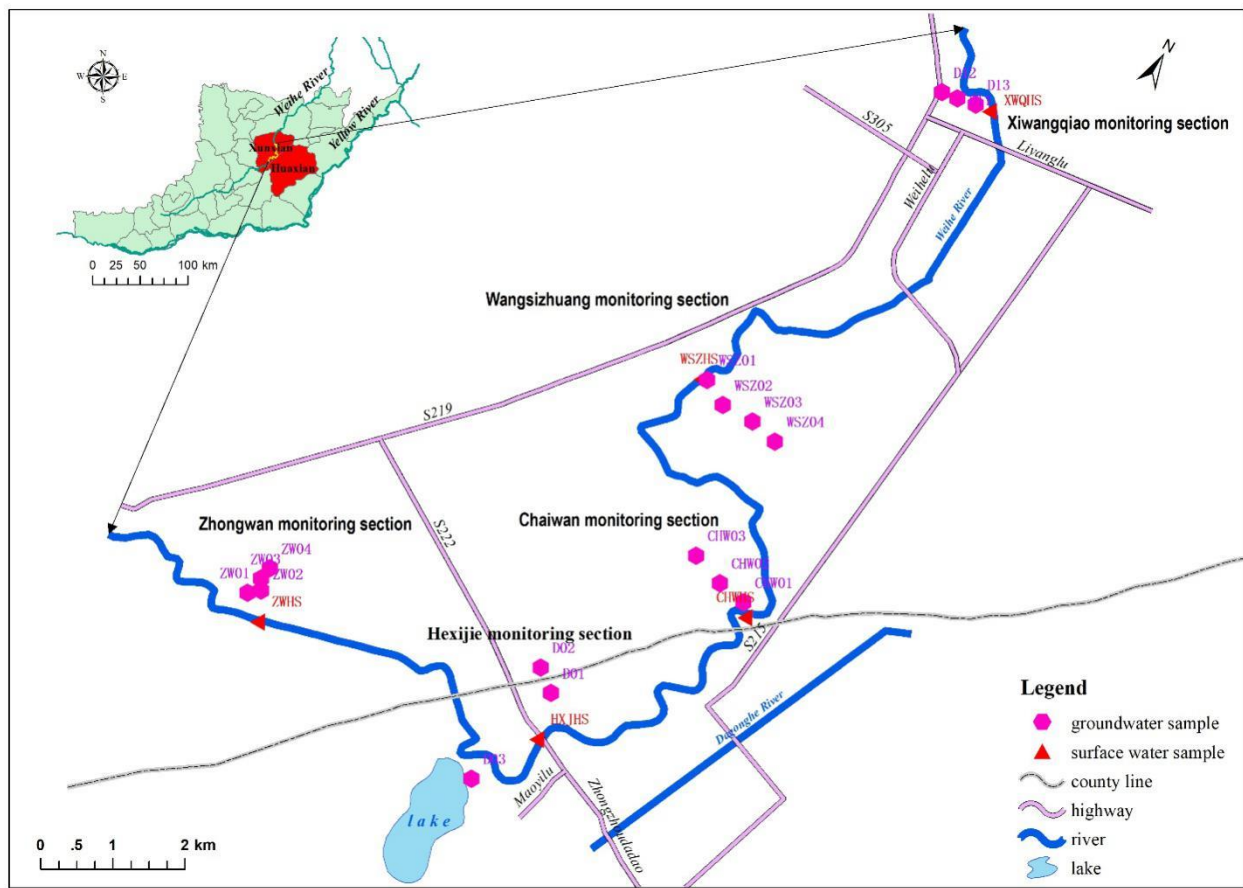 N
W E
S
Weihe River
Yellow River
Xunxian
Huaxian
0 25 50 100 km
D13
XWQHS
Xiwangqiao monitoring section
S305
Liyanglu
Weihelu
Weihe River
Wangsizhuang monitoring section
WSZHS WSZ01
WSZ02
WSZ03
WSZ04
S219
Zhongwan monitoring section
S222
Chaiwan monitoring section
ZW04
ZW03
ZW01 ZW02
ZWHS
CHW03
CHW01
CHWHS
S215
Hexijie monitoring section
D02
D01
HXJHS
lake
Maoyilu
Zhongzhoudadao
River
Legend
groundwater sample
surface water sample
county line
highway
river
lake
0 .5 1 2 km